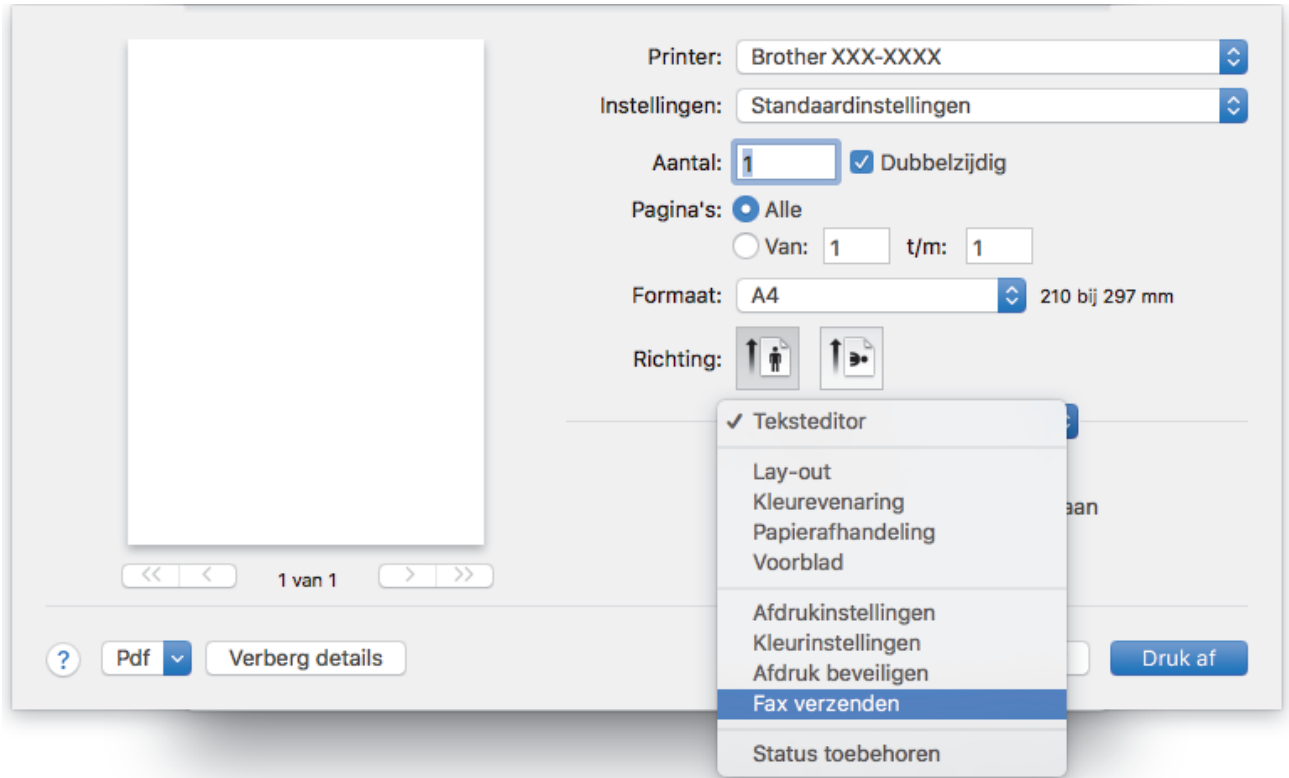 Printer: Brother XXX-XXXX
Instellingen: Standaardinstellingen
Aantal: 1 Dubbelzijdig
Pagina's: Alle
Van: 1 t/m: 1
Formaat: A4 210 bij 297 mm
Richting:
✓ Teksteditor
Lay-out
Kleurevenaring
aan
Papierafhandeling
Voorblad
<< < 1 van 1 > >>
Afdrukinstellingen
Kleurinstellingen
? Pdf Verberg details Druk af
Afdruk beveiligen
Fax verzenden
Status toebehoren